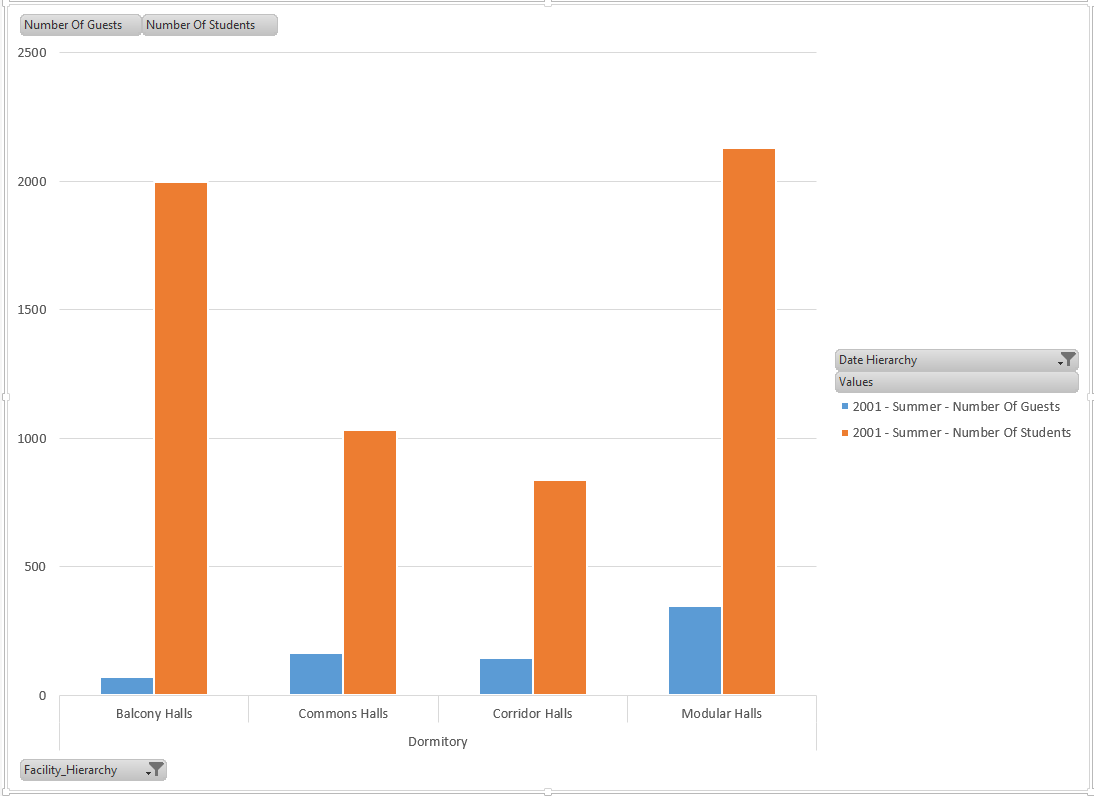 Number Of Guests Number Of Students
2500
2000
1500
1000
500
0
Balcony Halls Commons Halls Corridor Halls Modular Halls
Dormitory
Facility_Hierarchy
Date Hierarchy
Values
2001 - Summer - Number Of Guests
2001 - Summer - Number Of Students